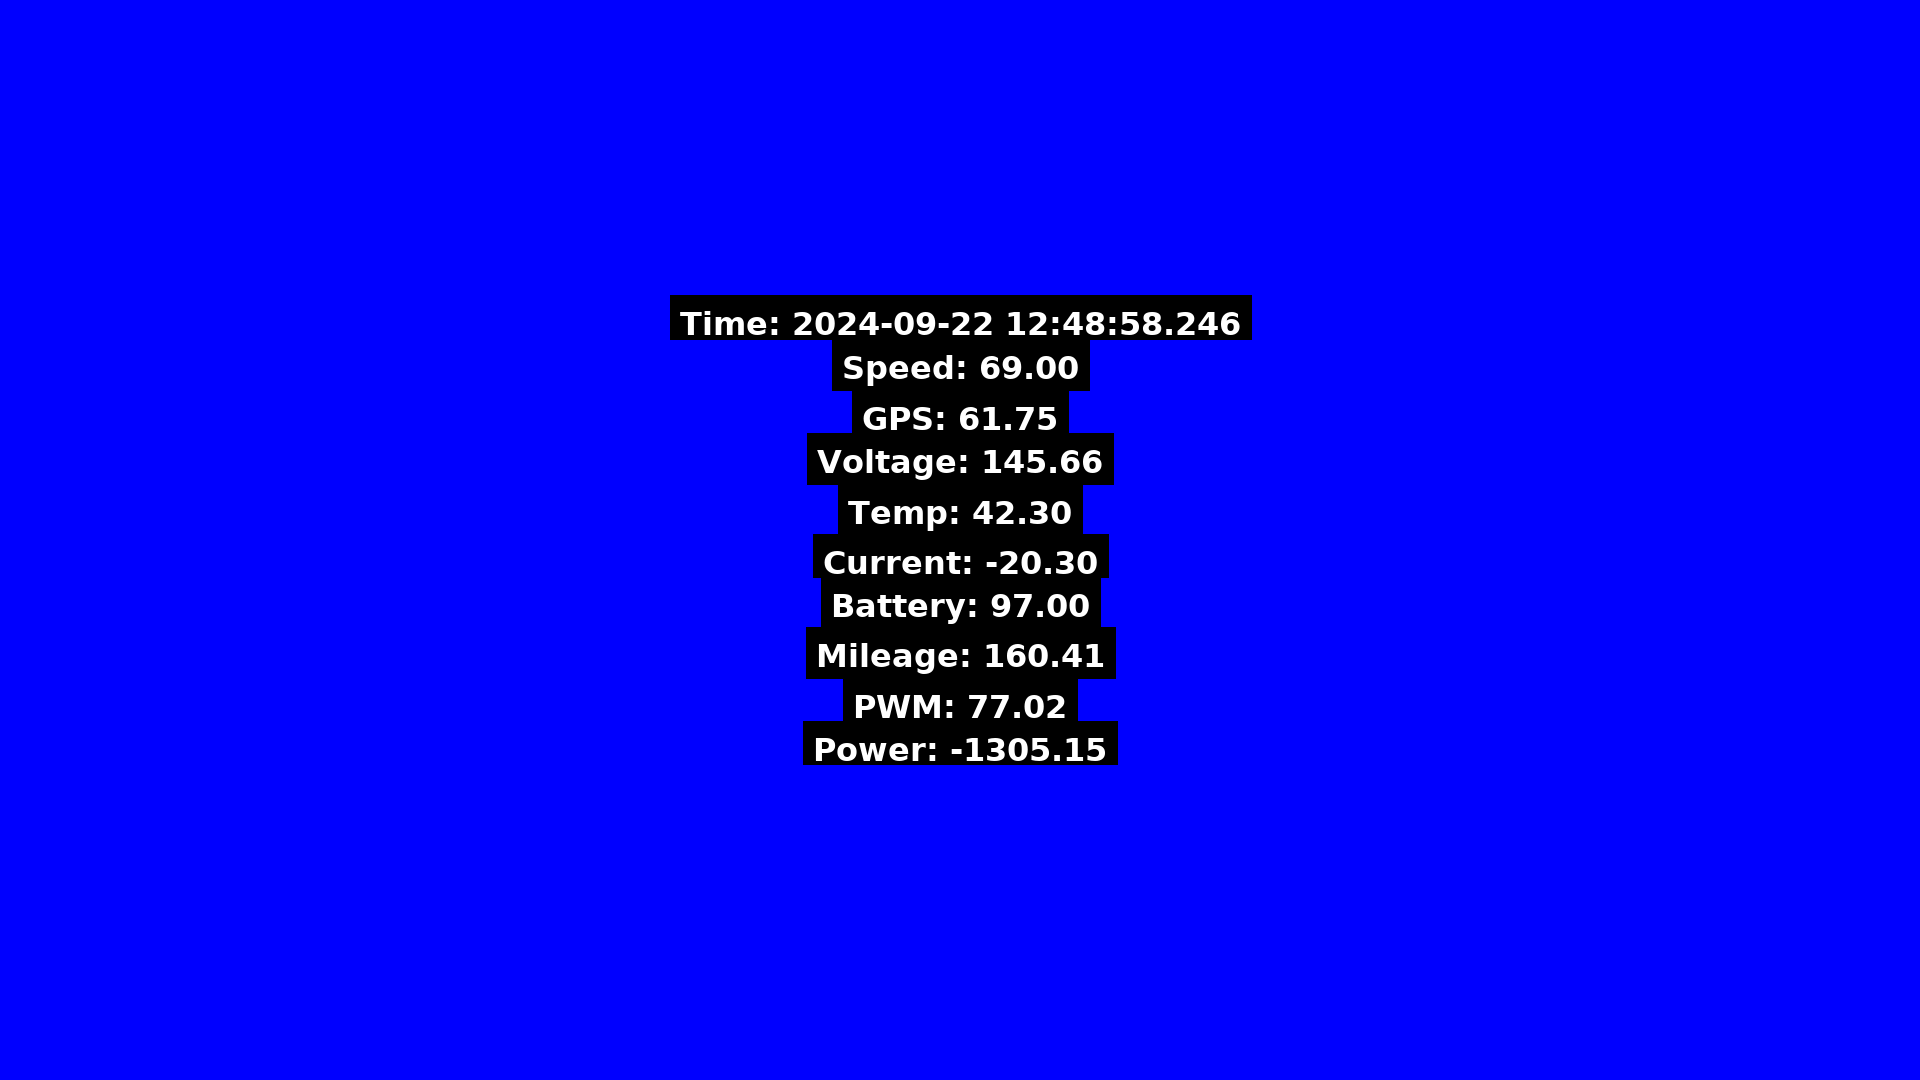 Time: 2024-09-22 12:48:58.246
Speed: 69.00
GPS: 61.75
Voltage: 145.66
Temp: 42.30
Current: -20.30
Battery: 97.00
Mileage: 160.41
PWM: 77.02
Power: -1305.15